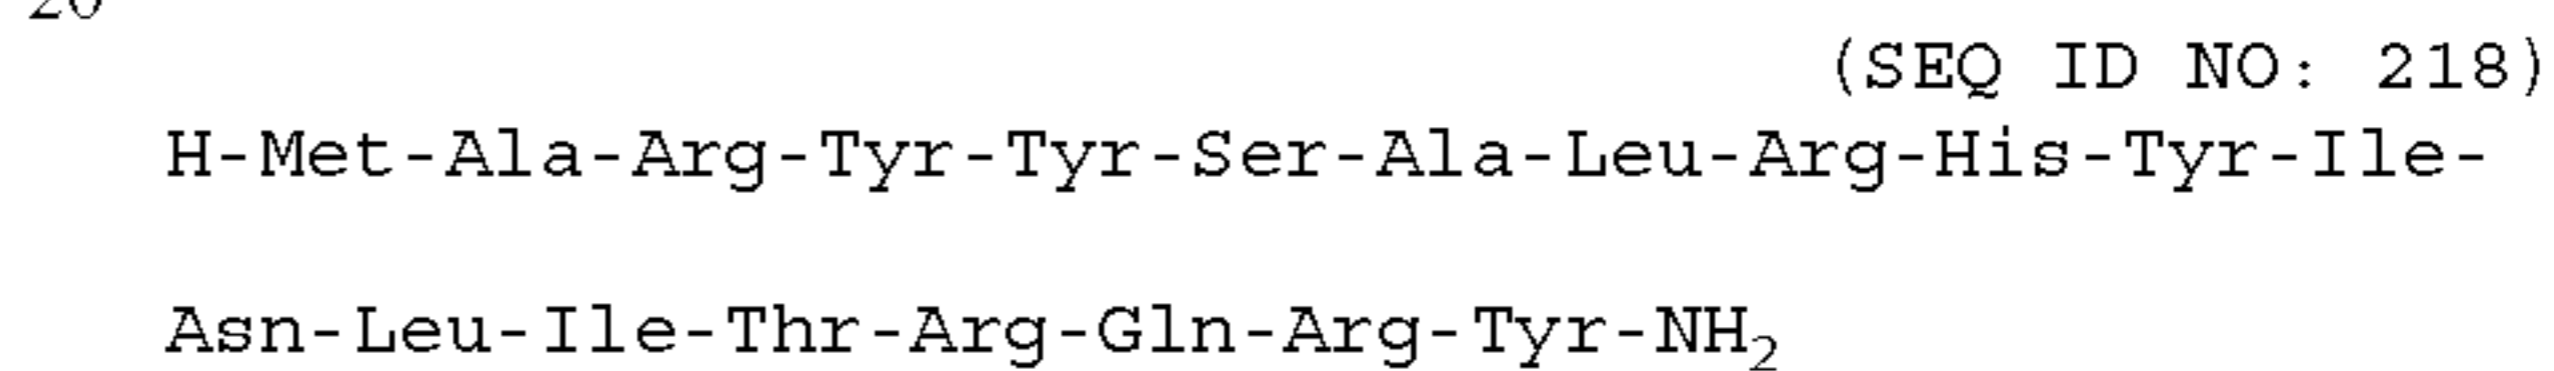 20
(SEQ ID NO: 218)
H-Met-Ala-Arg-Tyr-Tyr-Ser-Ala-Leu-Arg-His-Tyr-Ile-
Asn-Leu-Ile-Thr-Arg-Gln-Arg-Tyr-NH₂